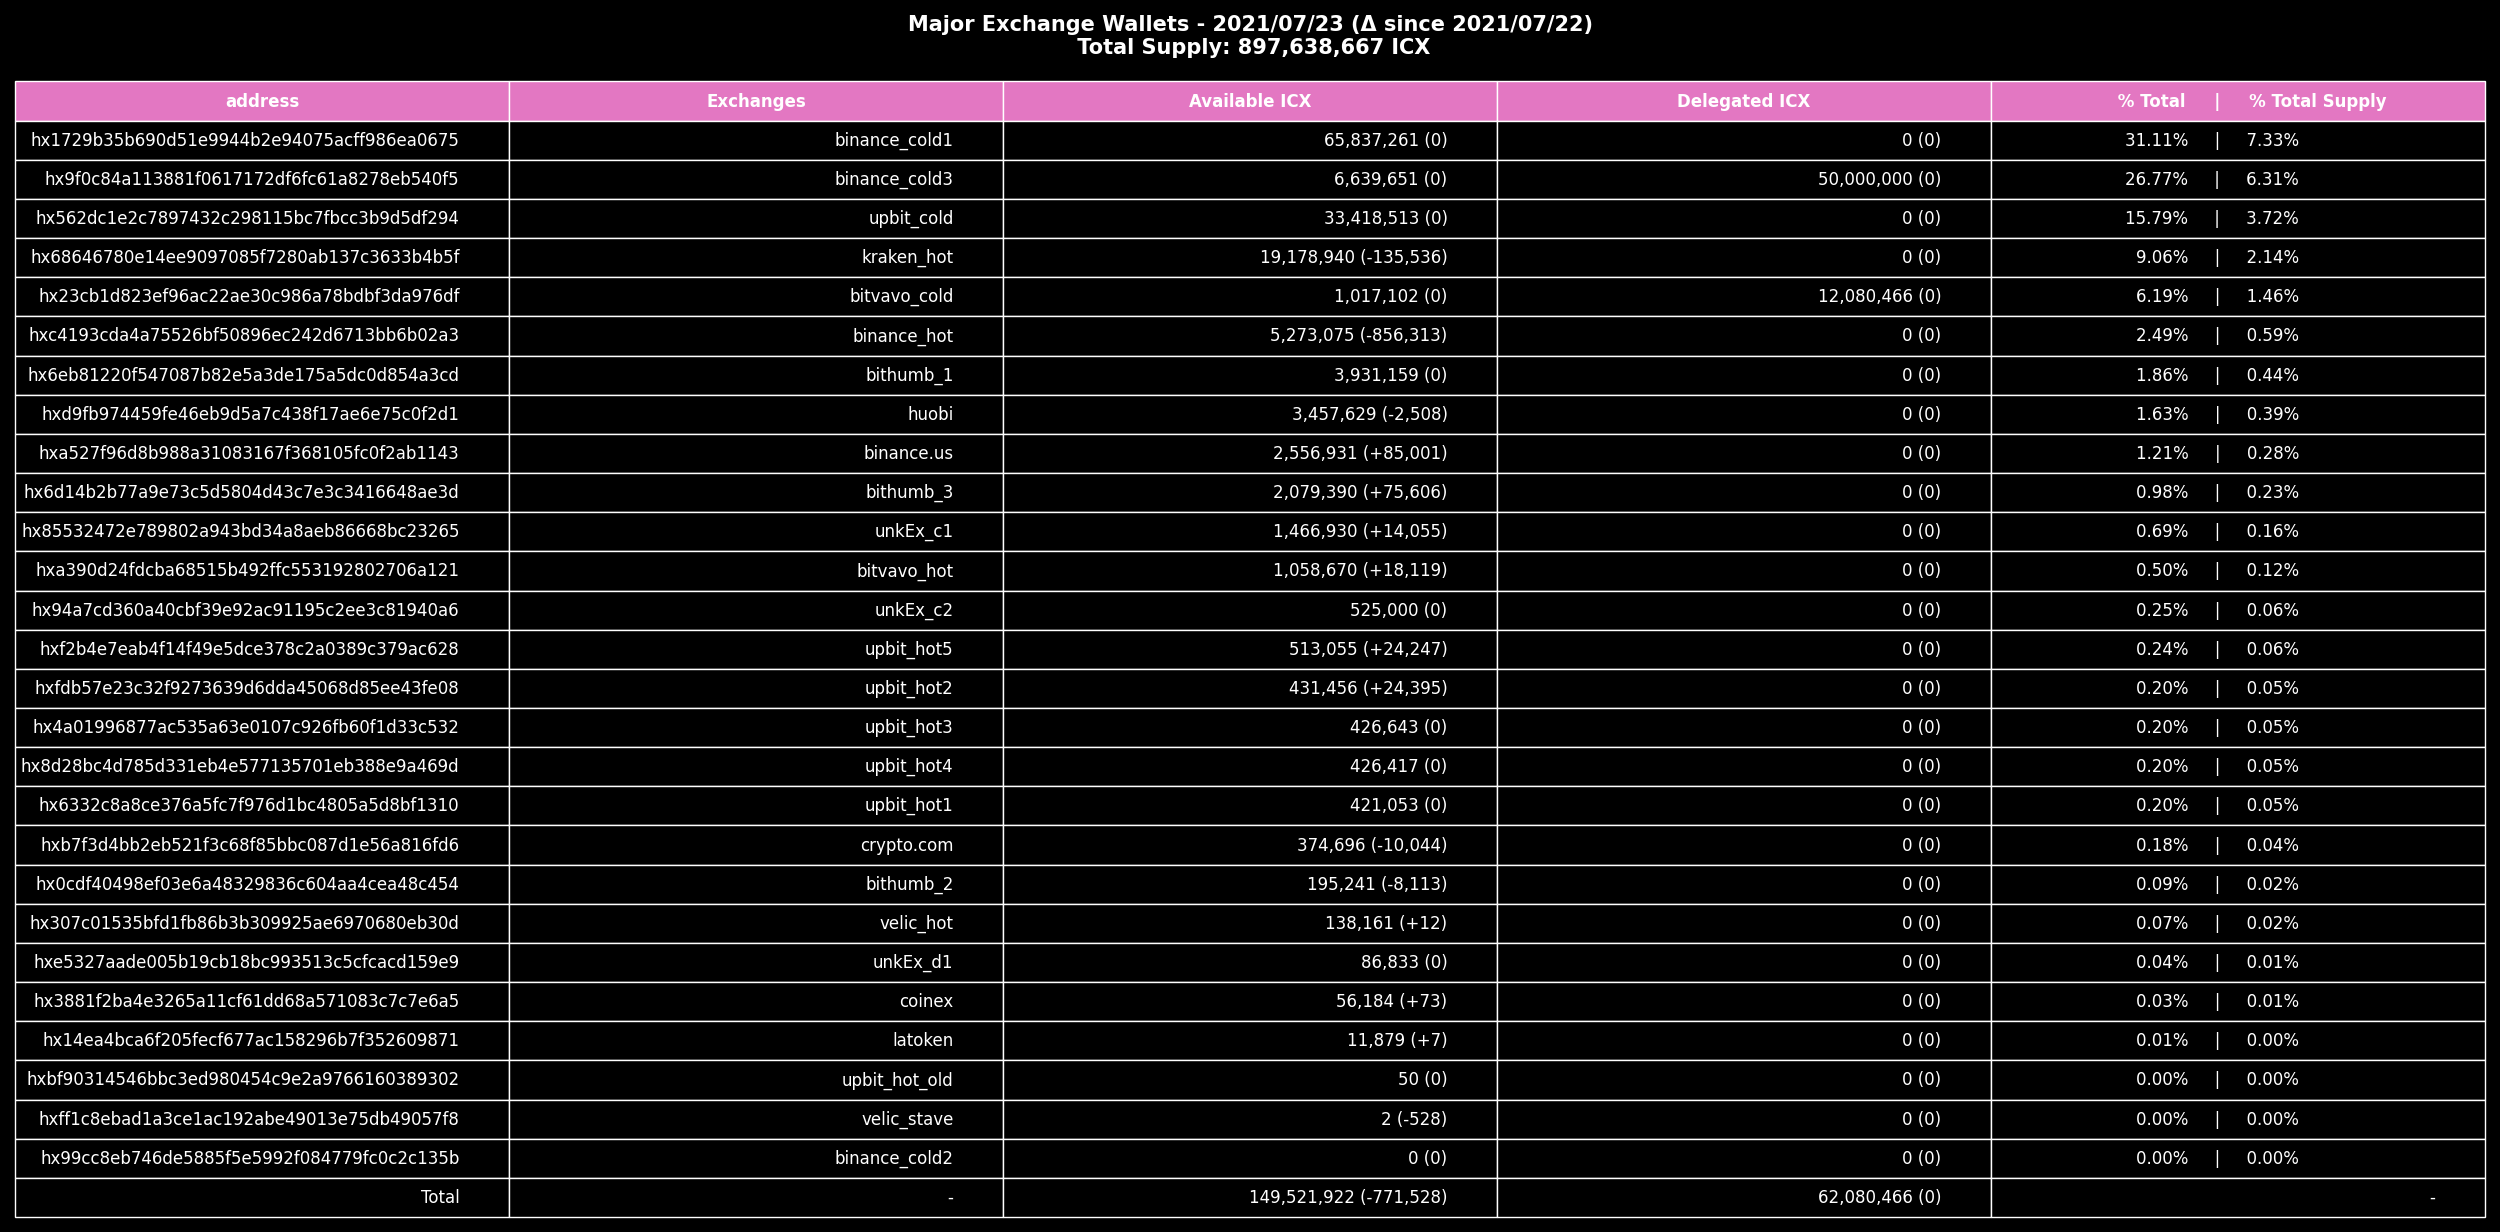 Major Exchange Wallets - 2021/07/23 (Δ since 2021/07/22)
Total Supply: 897,638,667 ICX
address Exchanges Available ICX Delegated ICX % Total | % Total Supply
hx1729b35b690d51e9944b2e94075acff986ea0675 binance_cold1 65,837,261 (0) 0 (0) 31.11% | 7.33%
hx9f0c84a113881f0617172df6fc61a8278eb540f5 binance_cold3 6,639,651 (0) 50,000,000 (0) 26.77% | 6.31%
hx562dc1e2c7897432c298115bc7fbcc3b9d5df294 upbit_cold 33,418,513 (0) 0 (0) 15.79% | 3.72%
hx68646780e14ee9097085f7280ab137c3633b4b5f kraken_hot 19,178,940 (-135,536) 0 (0) 9.06% | 2.14%
hx23cb1d823ef96ac22ae30c986a78bdbf3da976df bitvavo_cold 1,017,102 (0) 12,080,466 (0) 6.19% | 1.46%
hxc4193cda4a75526bf50896ec242d6713bb6b02a3 binance_hot 5,273,075 (-856,313) 0 (0) 2.49% | 0.59%
hx6eb81220f547087b82e5a3de175a5dc0d854a3cd bithumb_1 3,931,159 (0) 0 (0) 1.86% | 0.44%
hxd9fb974459fe46eb9d5a7c438f17ae6e75c0f2d1 huobi 3,457,629 (-2,508) 0 (0) 1.63% | 0.39%
hxa527f96d8b988a31083167f368105fc0f2ab1143 binance.us 2,556,931 (+85,001) 0 (0) 1.21% | 0.28%
hx6d14b2b77a9e73c5d5804d43c7e3c3416648ae3d bithumb_3 2,079,390 (+75,606) 0 (0) 0.98% | 0.23%
hx85532472e789802a943bd34a8aeb86668bc23265 unkEx_c1 1,466,930 (+14,055) 0 (0) 0.69% | 0.16%
hxa390d24fdcba68515b492ffc553192802706a121 bitvavo_hot 1,058,670 (+18,119) 0 (0) 0.50% | 0.12%
hx94a7cd360a40cbf39e92ac91195c2ee3c81940a6 unkEx_c2 525,000 (0) 0 (0) 0.25% | 0.06%
hxf2b4e7eab4f14f49e5dce378c2a0389c379ac628 upbit_hot5 513,055 (+24,247) 0 (0) 0.24% | 0.06%
hxfdb57e23c32f9273639d6dda45068d85ee43fe08 upbit_hot2 431,456 (+24,395) 0 (0) 0.20% | 0.05%
hx4a01996877ac535a63e0107c926fb60f1d33c532 upbit_hot3 426,643 (0) 0 (0) 0.20% | 0.05%
hx8d28bc4d785d331eb4e577135701eb388e9a469d upbit_hot4 426,417 (0) 0 (0) 0.20% | 0.05%
hx6332c8a8ce376a5fc7f976d1bc4805a5d8bf1310 upbit_hot1 421,053 (0) 0 (0) 0.20% | 0.05%
hxb7f3d4bb2eb521f3c68f85bbc087d1e56a816fd6 crypto.com 374,696 (-10,044) 0 (0) 0.18% | 0.04%
hx0cdf40498ef03e6a48329836c604aa4cea48c454 bithumb_2 195,241 (-8,113) 0 (0) 0.09% | 0.02%
hx307c01535bfd1fb86b3b309925ae6970680eb30d velic_hot 138,161 (+12) 0 (0) 0.07% | 0.02%
hxe5327aade005b19cb18bc993513c5cfcacd159e9 unkEx_d1 86,833 (0) 0 (0) 0.04% | 0.01%
hx3881f2ba4e3265a11cf61dd68a571083c7c7e6a5 coinex 56,184 (+73) 0 (0) 0.03% | 0.01%
hx14ea4bca6f205fecf677ac158296b7f352609871 latoken 11,879 (+7) 0 (0) 0.01% | 0.00%
hxbf90314546bbc3ed980454c9e2a9766160389302 upbit_hot_old 50 (0) 0 (0) 0.00% | 0.00%
hxff1c8ebad1a3ce1ac192abe49013e75db49057f8 velic_stave 2 (-528) 0 (0) 0.00% | 0.00%
hx99cc8eb746de5885f5e5992f084779fc0c2c135b binance_cold2 0 (0) 0 (0) 0.00% | 0.00%
Total - 149,521,922 (-771,528) 62,080,466 (0) -